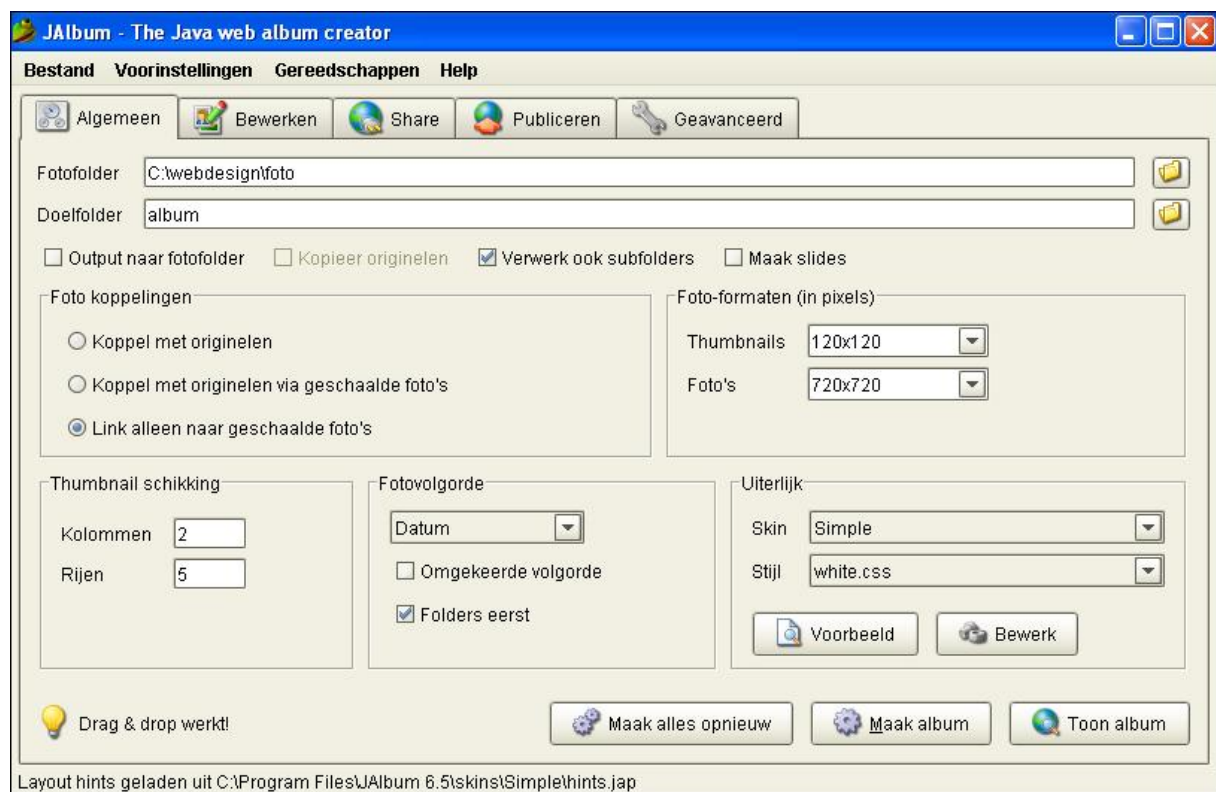 JAlbum - The Java web album creator
Bestand Voorinstellingen Gereedschappen Help
Algemeen Bewerken Share Publiceren Geavanceerd
Fotofolder C:\webdesign\foto
Doelfolder album
Output naar fotofolder Kopieer originelen Verwerk ook subfolders Maak slides
Foto koppelingen
Koppel met originelen
Koppel met originelen via geschaalde foto's
Link alleen naar geschaalde foto's
Foto-formaten (in pixels)
Thumbnails 120x120
Foto's 720x720
Thumbnail schikking
Kolommen 2
Rijen 5
Fotovolgorde
Datum
Omgekeerde volgorde
Folders eerst
Uiterlijk
Skin Simple
Stijl white.css
Voorbeeld Bewerk
Drag & drop werkt! Maak alles opnieuw Maak album Toon album
Layout hints geladen uit C:\Program Files\JAlbum 6.5\skins\Simple\hints.jap